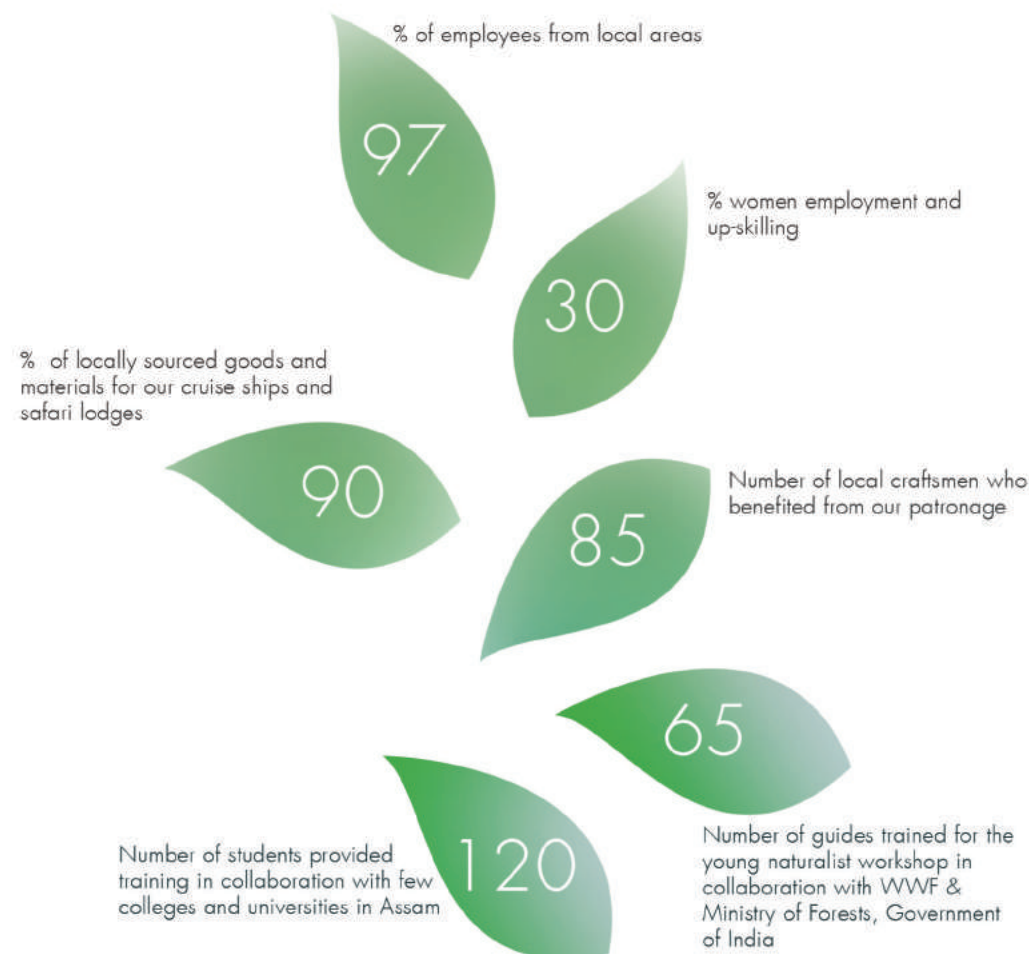 % of employees from local areas
97
% women employment and
up-skilling
30
% of locally sourced goods and
materials for our cruise ships and
safari lodges
90
Number of local craftsmen who
benefited from our patronage
85
65
Number of guides trained for the
young naturalist workshop in
collaboration with WWF &
Ministry of Forests, Government
of India
120
Number of students provided
training in collaboration with few
colleges and universities in Assam